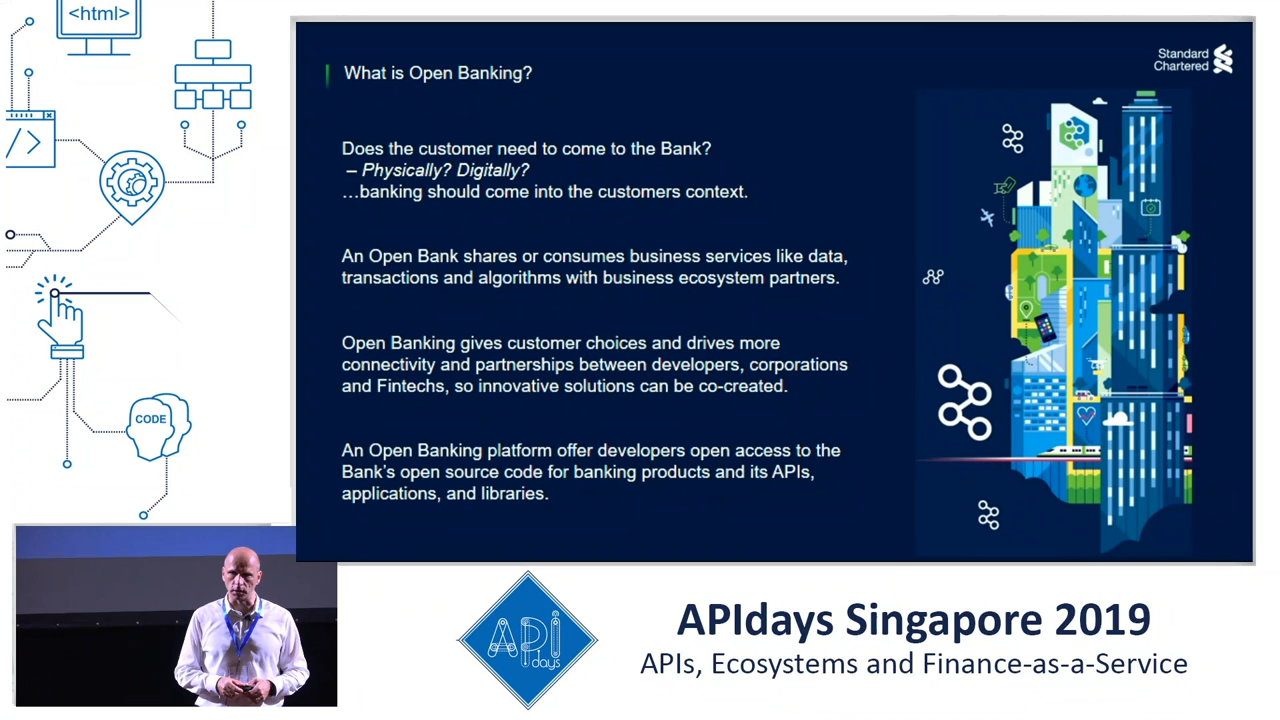 <html>
What is Open Banking?
Standard
Chartered
Does the customer need to come to the Bank?
– Physically? Digitally?
…banking should come into the customers context.
An Open Bank shares or consumes business services like data,
transactions and algorithms with business ecosystem partners.
Open Banking gives customer choices and drives more
connectivity and partnerships between developers, corporations
and Fintechs, so innovative solutions can be co-created.
An Open Banking platform offer developers open access to the
Bank's open source code for banking products and its APIs,
applications, and libraries.
/>
CODE
API
days
APIdays Singapore 2019
APIs, Ecosystems and Finance-as-a-Service